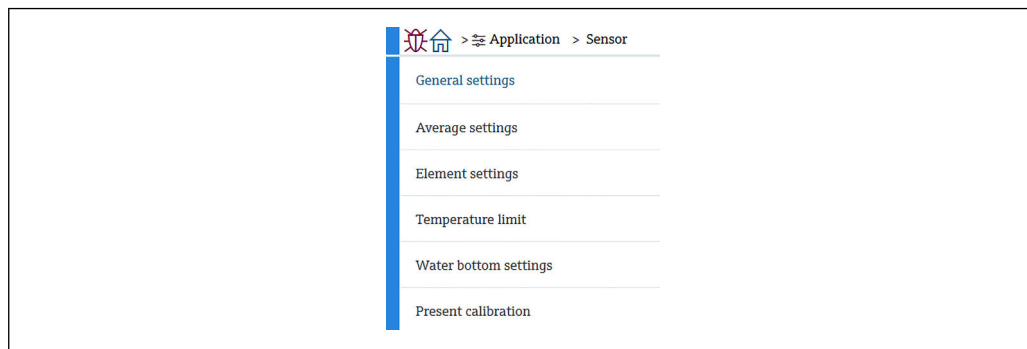 > Application > Sensor
General settings
Average settings
Element settings
Temperature limit
Water bottom settings
Present calibration